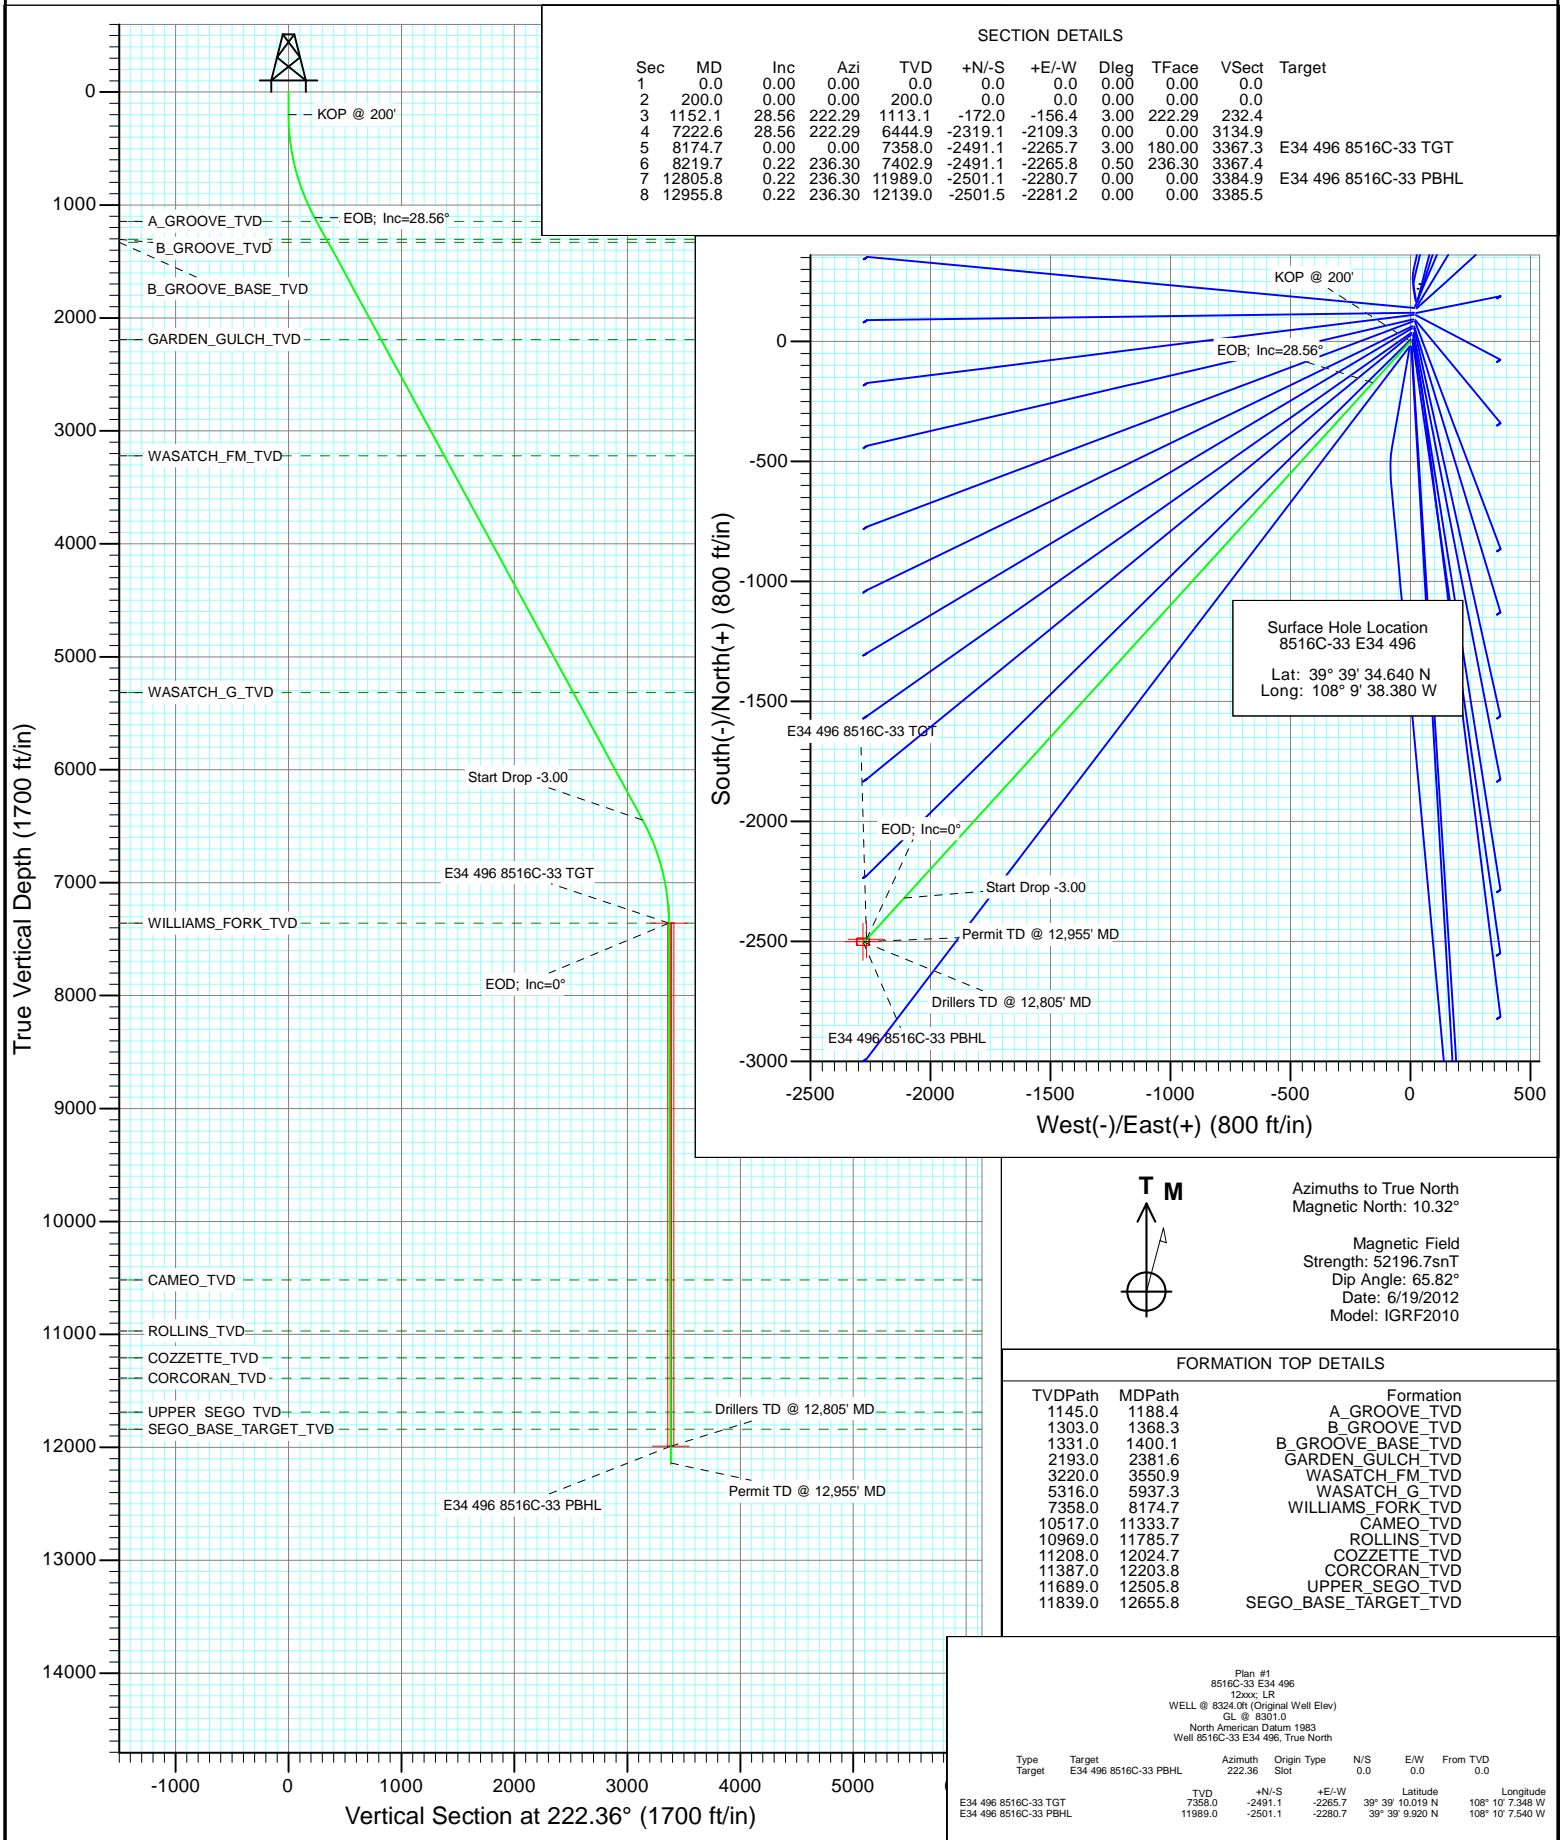 SECTION DETAILS
Sec MD Inc Azi TVD +N/-S +E/-W Dleg TFace VSect Target
1 0.0 0.00 0.00 0.0 0.0 0.0 0.00 0.00 0.0
2 200.0 0.00 0.00 200.0 0.0 0.0 0.00 0.00 0.0
3 1152.1 28.56 222.29 1113.1 -172.0 -156.4 3.00 222.29 232.4
4 7222.6 28.56 222.29 6444.9 -2319.1 -2109.3 0.00 0.00 3134.9
5 8174.7 0.00 0.00 7358.0 -2491.1 -2265.7 3.00 180.00 3367.3 E34 496 8516C-33 TGT
6 8219.7 0.22 236.30 7402.9 -2491.1 -2265.8 0.50 236.30 3367.4
7 12805.8 0.22 236.30 11989.0 -2501.1 -2280.7 0.00 0.00 3384.9 E34 496 8516C-33 PBHL
8 12955.8 0.22 236.30 12139.0 -2501.5 -2281.2 0.00 0.00 3385.5
True Vertical Depth (1700 ft/in)
0
1000
2000
3000
4000
5000
6000
7000
8000
9000
10000
11000
12000
13000
14000
KOP @ 200'
EOB; Inc=28.56°
A_GROOVE_TVD
B_GROOVE_TVD
B_GROOVE_BASE_TVD
GARDEN_GULCH_TVD
WASATCH_FM_TVD
WASATCH_G_TVD
Start Drop -3.00
E34 496 8516C-33 TGT
WILLIAMS_FORK_TVD
EOD; Inc=0°
CAMEO_TVD
ROLLINS_TVD
COZZETTE_TVD
CORCORAN_TVD
UPPER_SEGO_TVD
SEGO_BASE_TARGET_TVD
Drillers TD @ 12,805' MD
Permit TD @ 12,955' MD
E34 496 8516C-33 PBHL
-1000 0 1000 2000 3000 4000 5000
Vertical Section at 222.36° (1700 ft/in)
South(-)/North(+) (800 ft/in)
0
-500
-1000
-1500
-2000
-2500
-3000
KOP @ 200'
EOB; Inc=28.56°
Surface Hole Location
8516C-33 E34 496
Lat: 39° 39' 34.640 N
Long: 108° 9' 38.380 W
E34 496 8516C-33 TGT
EOD; Inc=0°
Start Drop -3.00
Permit TD @ 12,955' MD
Drillers TD @ 12,805' MD
E34 496 8516C-33 PBHL
-2500 -2000 -1500 -1000 -500 0 500
West(-)/East(+) (800 ft/in)
T M
Azimuths to True North
Magnetic North: 10.32°
Magnetic Field
Strength: 52196.7snT
Dip Angle: 65.82°
Date: 6/19/2012
Model: IGRF2010
FORMATION TOP DETAILS
TVDPath MDPath Formation
1145.0 1188.4 A_GROOVE_TVD
1303.0 1368.3 B_GROOVE_TVD
1331.0 1400.1 B_GROOVE_BASE_TVD
2193.0 2381.6 GARDEN_GULCH_TVD
3220.0 3550.9 WASATCH_FM_TVD
5316.0 5937.3 WASATCH_G_TVD
7358.0 8174.7 WILLIAMS_FORK_TVD
10517.0 11333.7 CAMEO_TVD
10969.0 11785.7 ROLLINS_TVD
11208.0 12024.7 COZZETTE_TVD
11387.0 12203.8 CORCORAN_TVD
11689.0 12505.8 UPPER_SEGO_TVD
11839.0 12655.8 SEGO_BASE_TARGET_TVD
Plan #1
8516C-33 E34 496
12xxx; LR
WELL @ 8324.0ft (Original Well Elev)
GL @ 8301.0
North American Datum 1983
Well 8516C-33 E34 496, True North
Type Target Azimuth Origin Type N/S E/W From TVD
Target E34 496 8516C-33 PBHL 222.36 Slot 0.0 0.0 0.0
TVD +N/-S +E/-W Latitude Longitude
E34 496 8516C-33 TGT 7358.0 -2491.1 -2265.7 39° 39' 10.019 N 108° 10' 7.348 W
E34 496 8516C-33 PBHL 11989.0 -2501.1 -2280.7 39° 39' 9.920 N 108° 10' 7.540 W